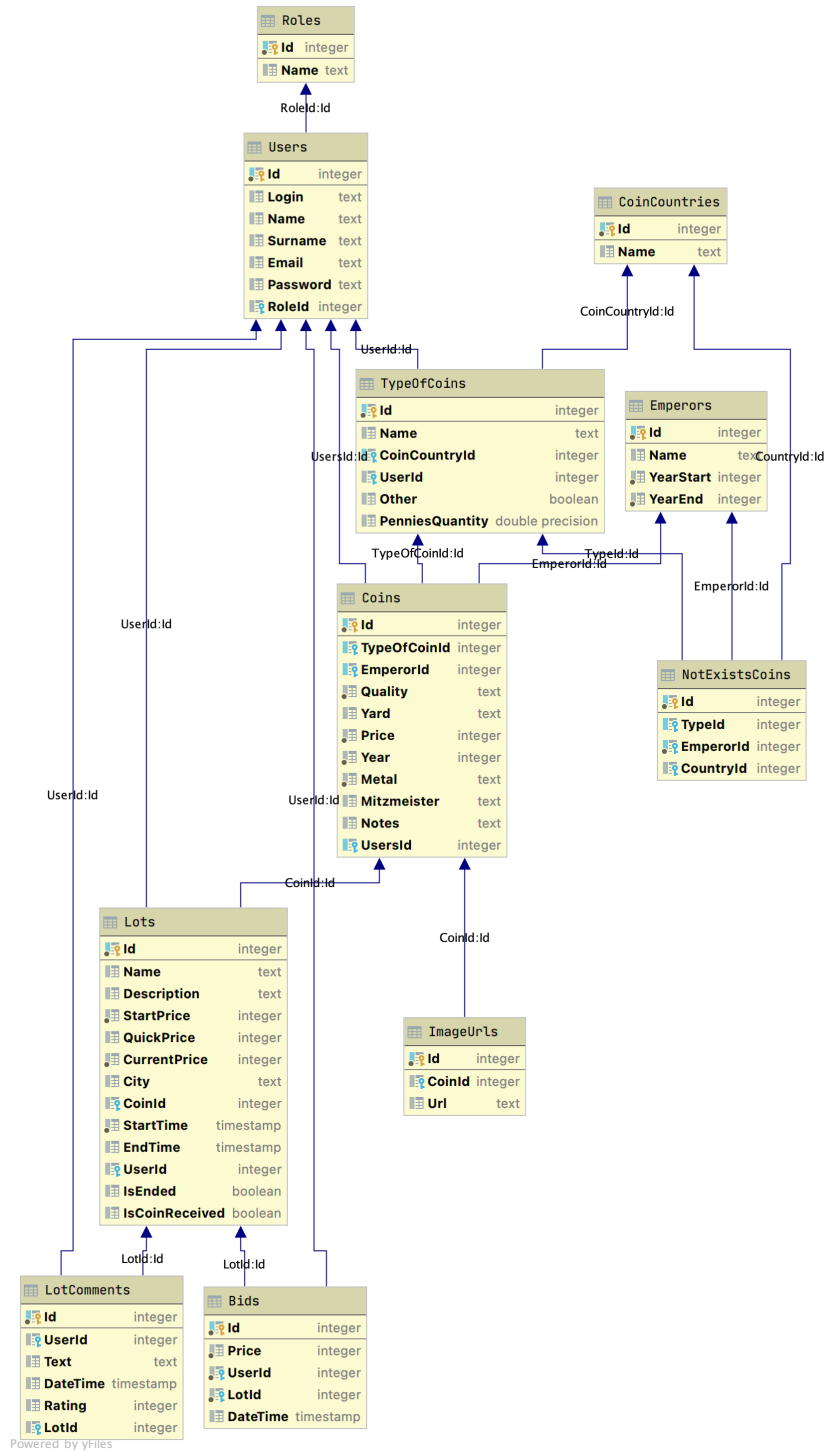 Roles
Id integer
Name text
RoleId:Id
Users
Id integer
Login text
Name text
Surname text
Email text
Password text
RoleId integer
CoinCountries
Id integer
Name text
CoinCountryId:Id
UserId:Id
TypeOfCoins
Id integer
Name text
CoinCountryId integer
UserId integer
Other boolean
PenniesQuantity double precision
Emperors
Id integer
Name text
YearStart integer
YearEnd integer
CountryId:Id
UsersId:Id
TypeOfCoinId:Id
TypeId:Id
EmperorId:Id
EmperorId:Id
Coins
Id integer
TypeOfCoinId integer
EmperorId integer
Quality text
Yard text
Price integer
Year integer
Metal text
Mitzmeister text
Notes text
UsersId integer
NotExistsCoins
Id integer
TypeId integer
EmperorId integer
CountryId integer
UserId:Id
UserId:Id
UserId:Id
CoinId:Id
CoinId:Id
Lots
Id integer
Name text
Description text
StartPrice integer
QuickPrice integer
CurrentPrice integer
City text
CoinId integer
StartTime timestamp
EndTime timestamp
UserId integer
IsEnded boolean
IsCoinReceived boolean
ImageUrls
Id integer
CoinId integer
Url text
LotId:Id
LotId:Id
LotComments
Id integer
UserId integer
Text text
DateTime timestamp
Rating integer
LotId integer
Bids
Id integer
Price integer
UserId integer
LotId integer
DateTime timestamp
Powered by yFiles